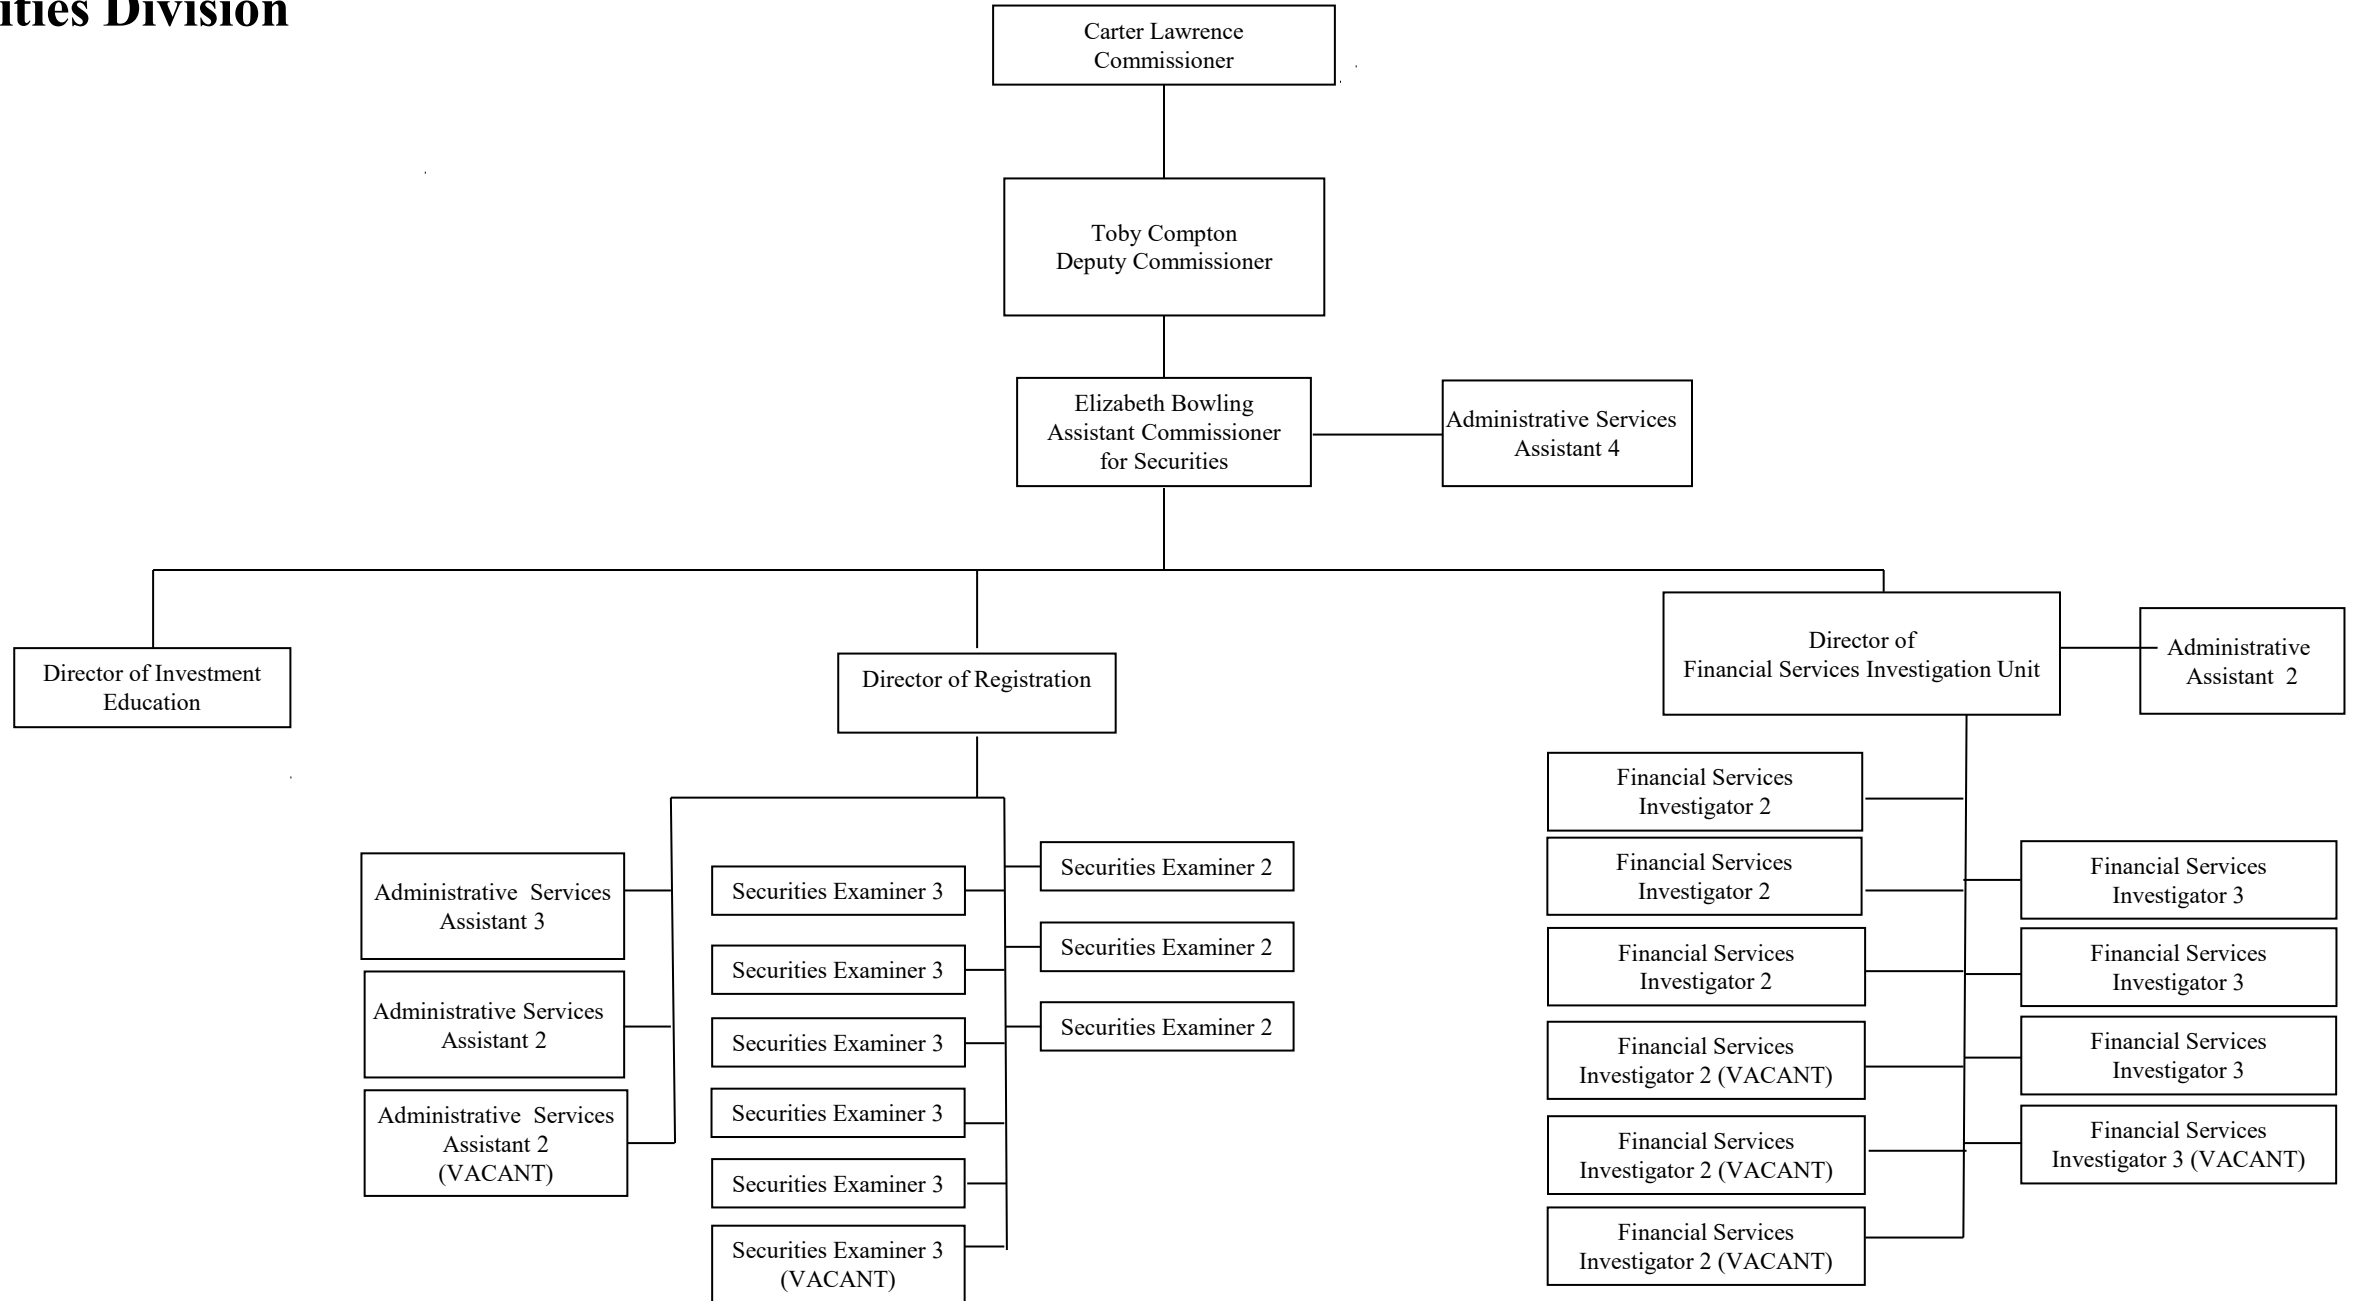 ities Division
Carter Lawrence
Commissioner
Toby Compton
Deputy Commissioner
Elizabeth Bowling
Assistant Commissioner
for Securities
Administrative Services
Assistant 4
Director of Investment
Education
Director of Registration
Director of
Financial Services Investigation Unit
Administrative
Assistant 2
Administrative Services
Assistant 3
Administrative Services
Assistant 2
Administrative Services
Assistant 2
(VACANT)
Securities Examiner 3
Securities Examiner 3
Securities Examiner 3
Securities Examiner 3
Securities Examiner 3
Securities Examiner 3
(VACANT)
Securities Examiner 2
Securities Examiner 2
Securities Examiner 2
Financial Services
Investigator 2
Financial Services
Investigator 2
Financial Services
Investigator 2
Financial Services
Investigator 2 (VACANT)
Financial Services
Investigator 2 (VACANT)
Financial Services
Investigator 2 (VACANT)
Financial Services
Investigator 3
Financial Services
Investigator 3
Financial Services
Investigator 3
Financial Services
Investigator 3 (VACANT)